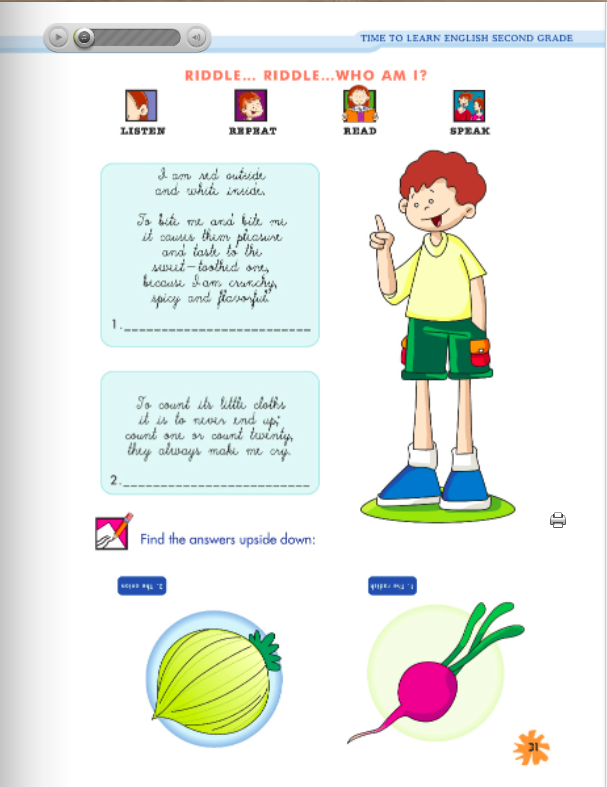 TIME TO LEARN ENGLISH SECOND GRADE
RIDDLE... RIDDLE...WHO AM I?
LISTEN
REPEAT
READ
SPEAK
I am red outside
and white inside.
To bite me and bite me
it causes them pleasure
and taste to the
sweet-toothed one,
because I am crunchy,
spicy and flavorful.
1.________________________
To count its little cloths
it is to never end up;
count one or count twenty,
they always make me cry.
2.________________________
Find the answers upside down:
2. The onion
1. The radish
31